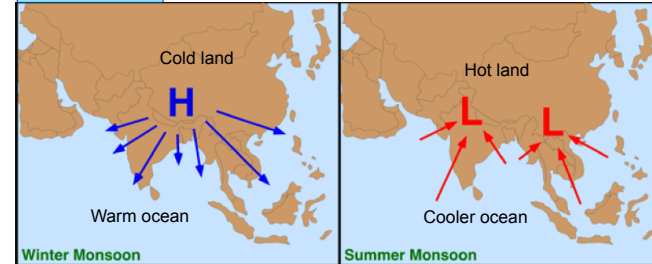 Cold land
H
Warm ocean
Winter Monsoon
Hot land
L
L
Cooler ocean
Summer Monsoon